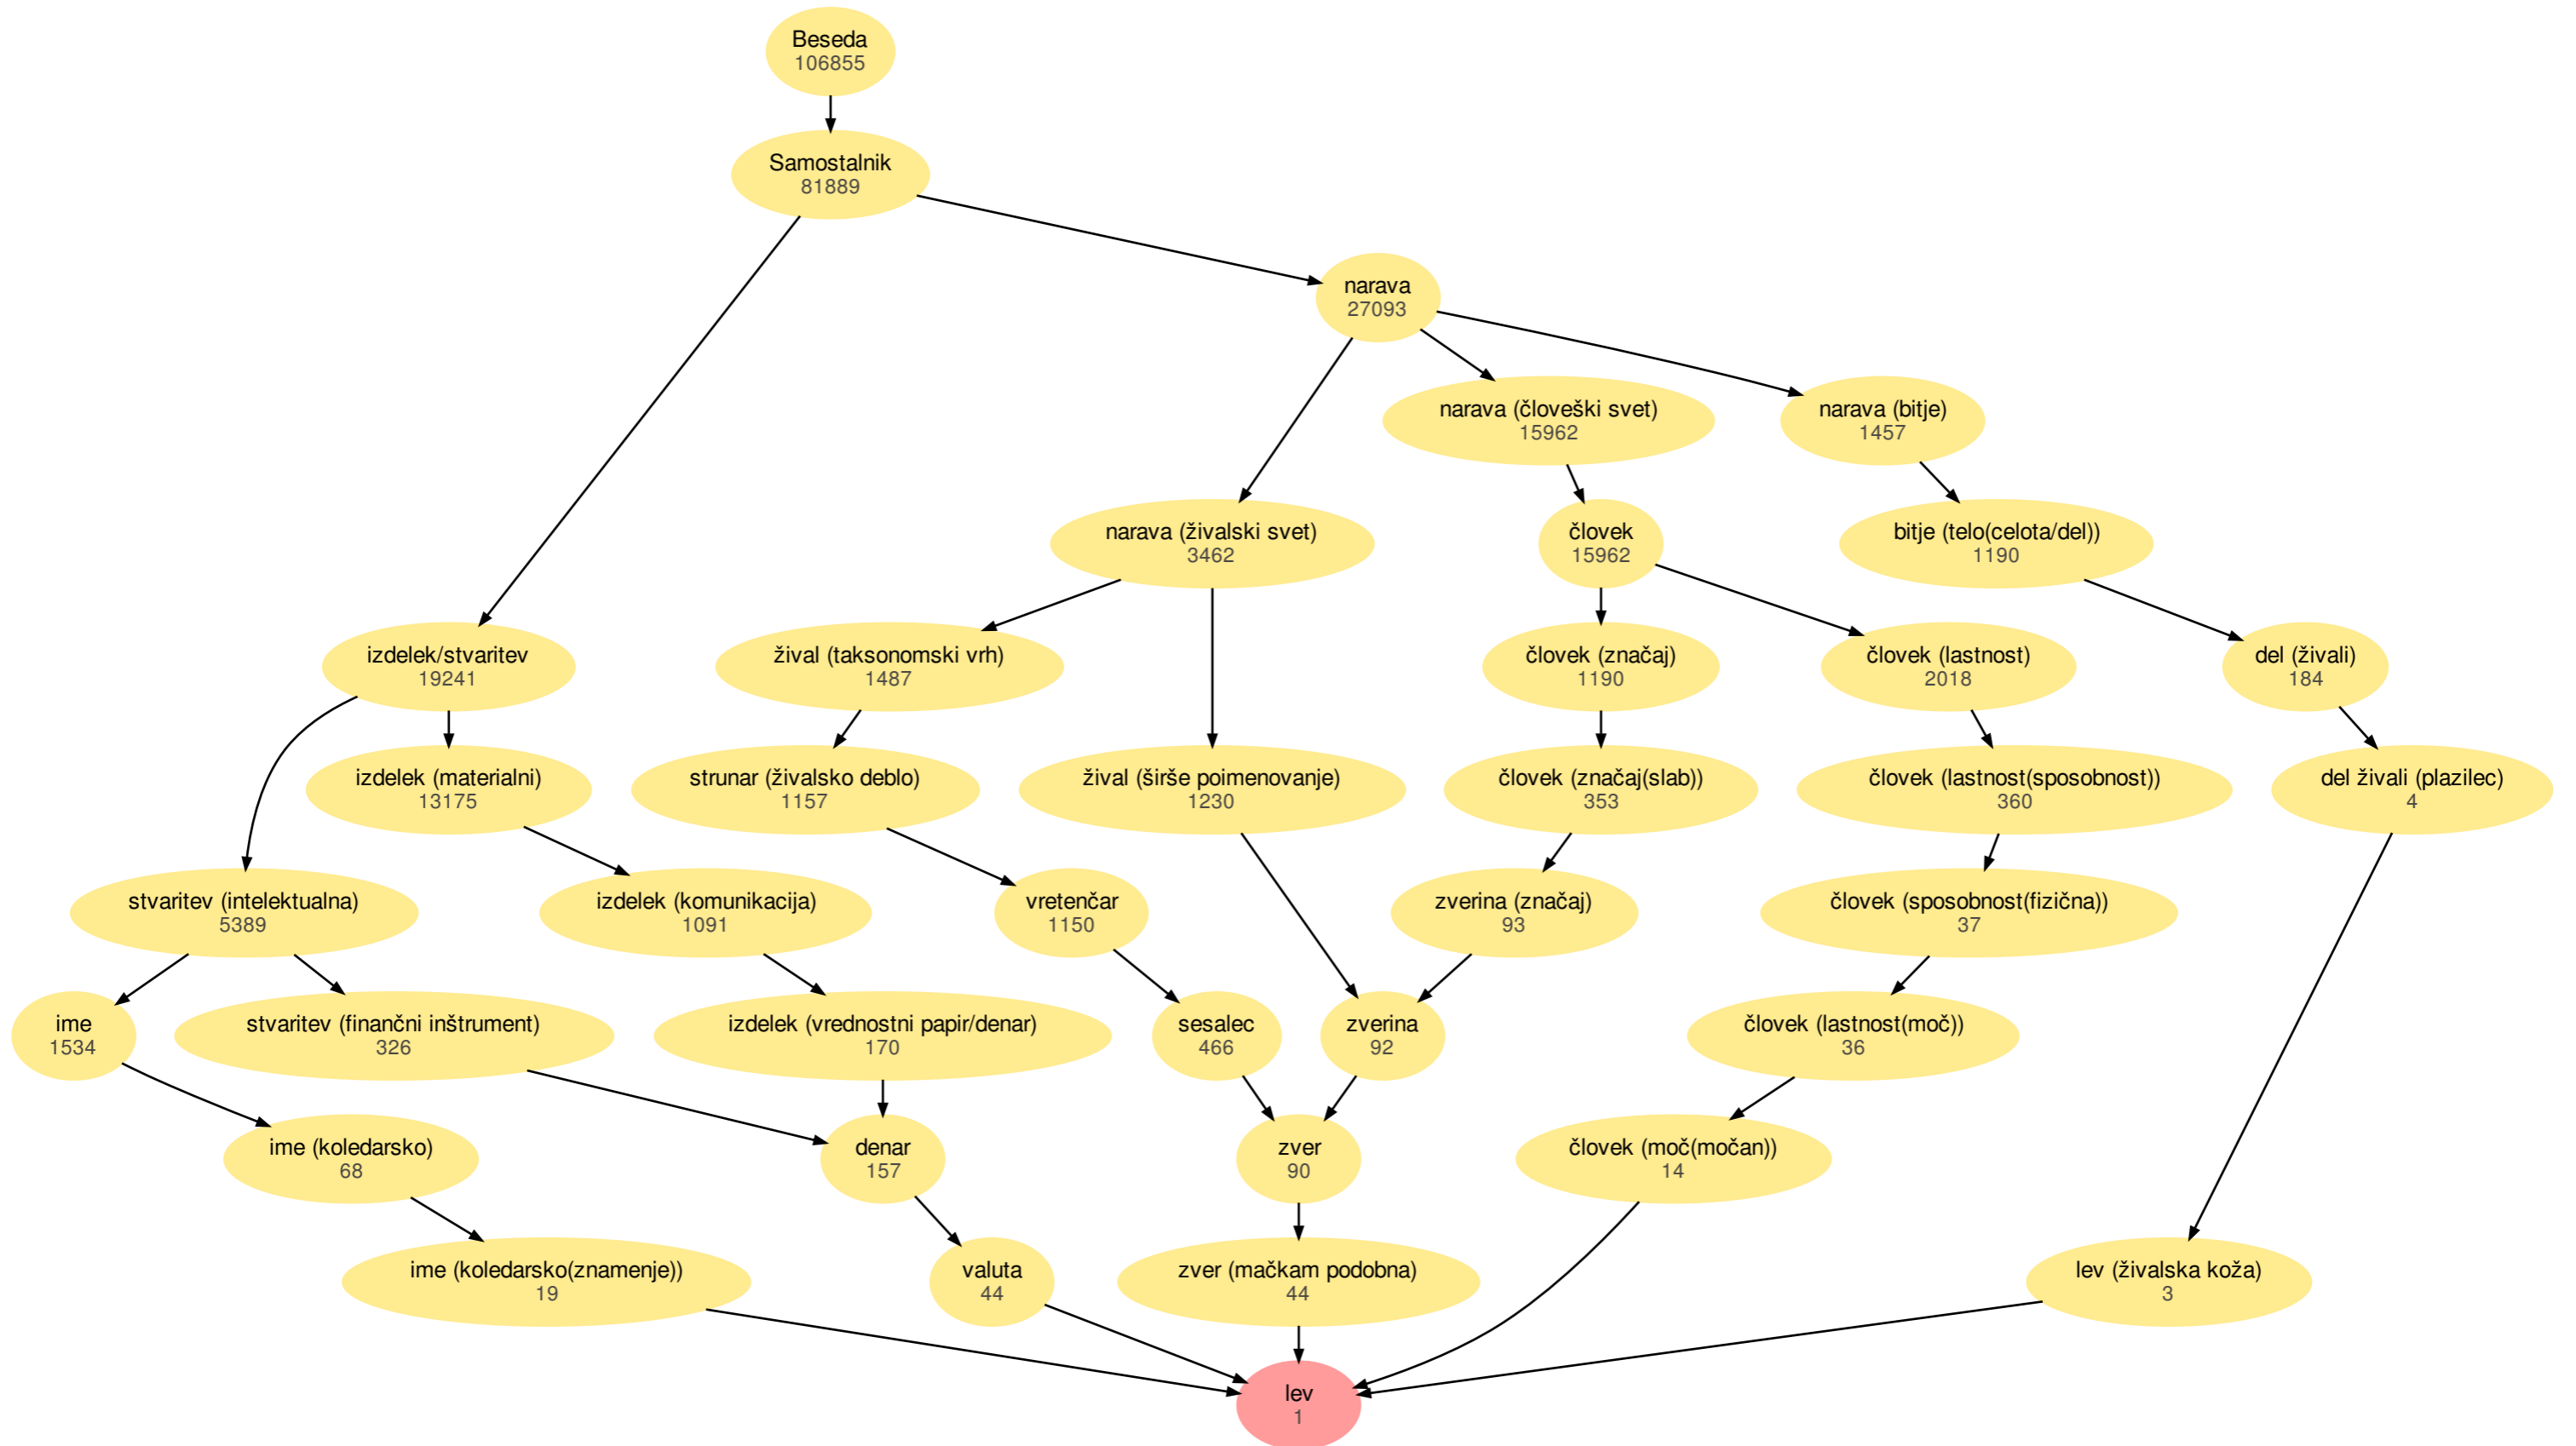 Beseda
106855
Samostalnik
81889
narava
27093
narava (človeški svet)
15962
narava (bitje)
1457
narava (živalski svet)
3462
človek
15962
bitje (telo(celota/del))
1190
izdelek/stvaritev
19241
žival (taksonomski vrh)
1487
človek (značaj)
1190
človek (lastnost)
2018
del (živali)
184
izdelek (materialni)
13175
strunar (živalsko deblo)
1157
žival (širše poimenovanje)
1230
človek (značaj(slab))
353
človek (lastnost(sposobnost))
360
del živali (plazilec)
4
stvaritev (intelektualna)
5389
izdelek (komunikacija)
1091
vretenčar
1150
zverina (značaj)
93
človek (sposobnost(fizična))
37
ime
1534
stvaritev (finančni inštrument)
326
izdelek (vrednostni papir/denar)
170
sesalec
466
zverina
92
človek (lastnost(moč))
36
ime (koledarsko)
68
denar
157
zver
90
človek (moč(močan))
14
ime (koledarsko(znamenje))
19
valuta
44
zver (mačkam podobna)
44
lev (živalska koža)
3
lev
1